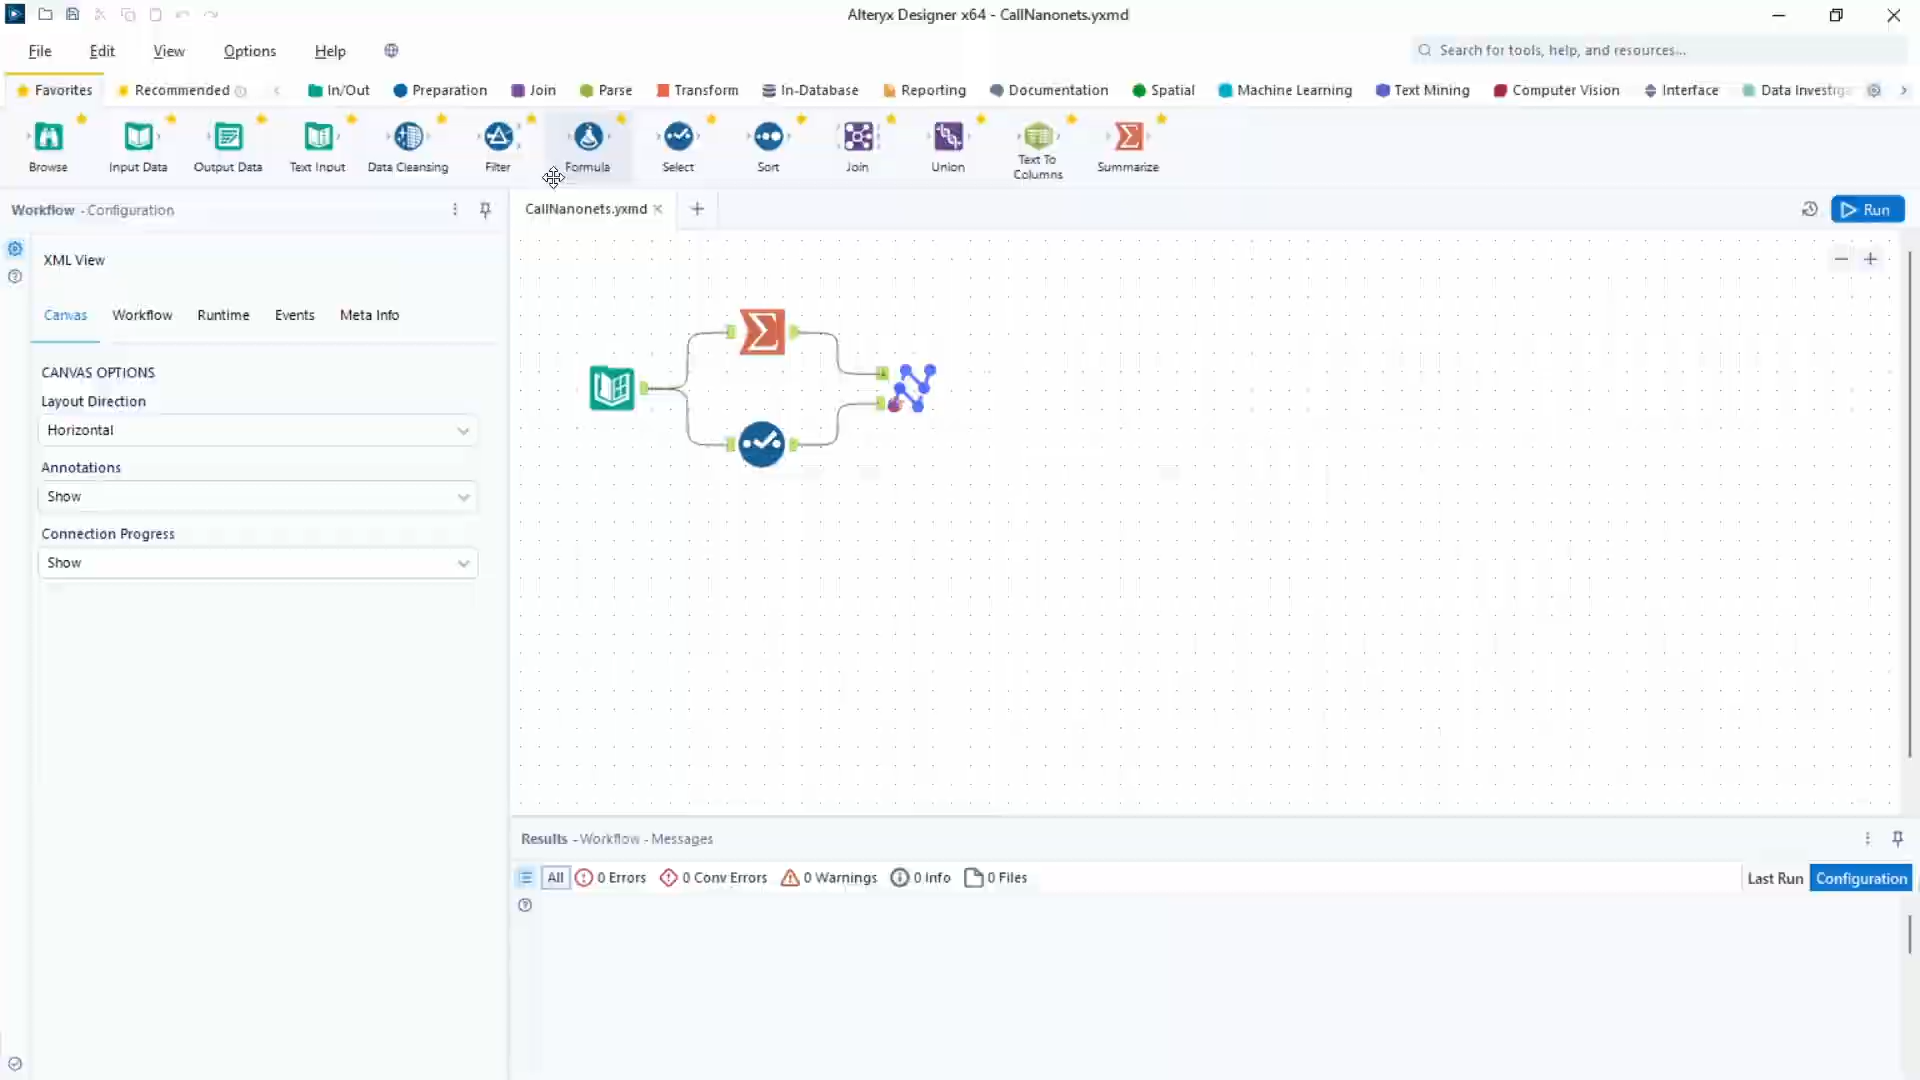 Alteryx Designer x64 - CallNanonets.yxmd
File Edit View Options Help
Search for tools, help, and resources...
Favorites Recommended In/Out Preparation Join Parse Transform In-Database Reporting Documentation Spatial Machine Learning Text Mining Computer Vision Interface Data Investiga
Browse Input Data Output Data Text Input Data Cleansing Filter Formula Select Sort Join Union Text To Columns Summarize
Workflow - Configuration
CallNanonets.yxmd
Run
XML View
Canvas Workflow Runtime Events Meta Info
CANVAS OPTIONS
Layout Direction
Horizontal
Annotations
Show
Connection Progress
Show
Results - Workflow - Messages
All 0 Errors 0 Conv Errors 0 Warnings 0 Info 0 Files
Last Run Configuration